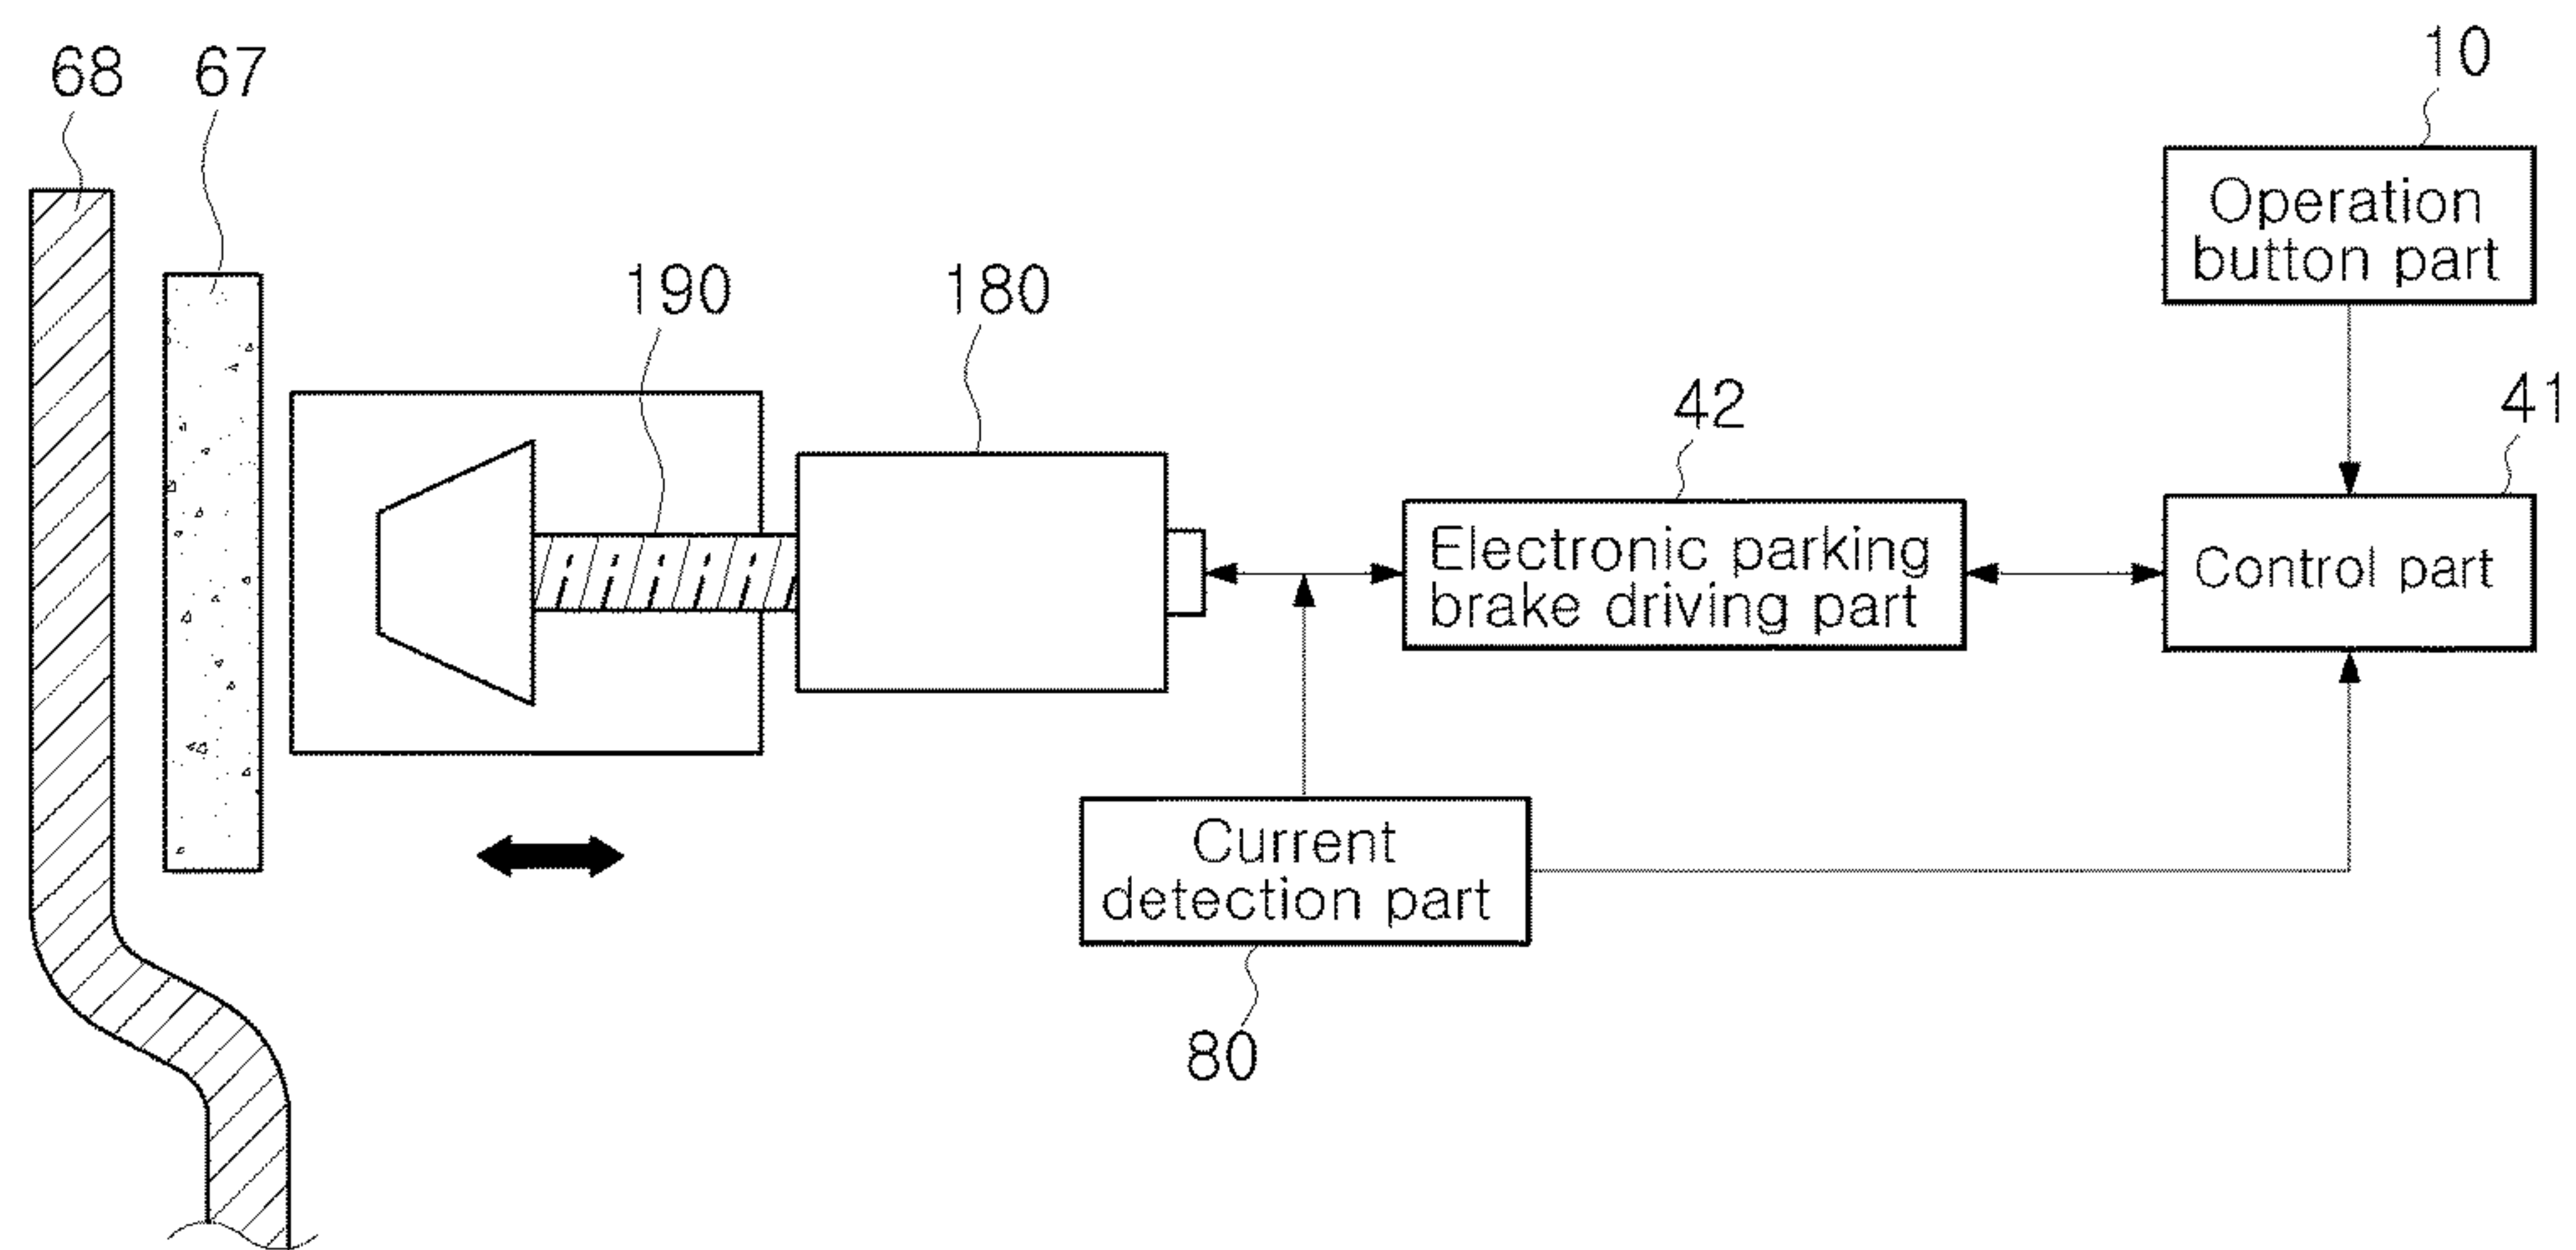 10
68 67
Operation
button part
190 180
42
41
Electronic parking
brake driving part
Control part
Current
detection part
80